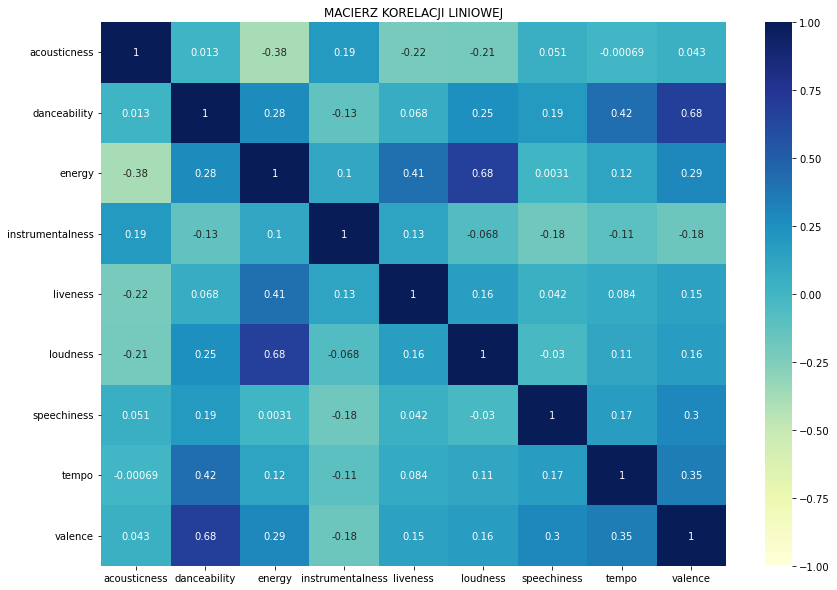 MACIERZ KORELACJI LINIOWEJ
acousticness 1 0.013 -0.38 0.19 -0.22 -0.21 0.051 -0.00069 0.043
danceability 0.013 1 0.28 -0.13 0.068 0.25 0.19 0.42 0.68
energy -0.38 0.28 1 0.1 0.41 0.68 0.0031 0.12 0.29
instrumentalness 0.19 -0.13 0.1 1 0.13 -0.068 -0.18 -0.11 -0.18
liveness -0.22 0.068 0.41 0.13 1 0.16 0.042 0.084 0.15
loudness -0.21 0.25 0.68 -0.068 0.16 1 -0.03 0.11 0.16
speechiness 0.051 0.19 0.0031 -0.18 0.042 -0.03 1 0.17 0.3
tempo -0.00069 0.42 0.12 -0.11 0.084 0.11 0.17 1 0.35
valence 0.043 0.68 0.29 -0.18 0.15 0.16 0.3 0.35 1
acousticness danceability energy instrumentalness liveness loudness speechiness tempo valence
1.00
0.75
0.50
0.25
0.00
−0.25
−0.50
−0.75
−1.00